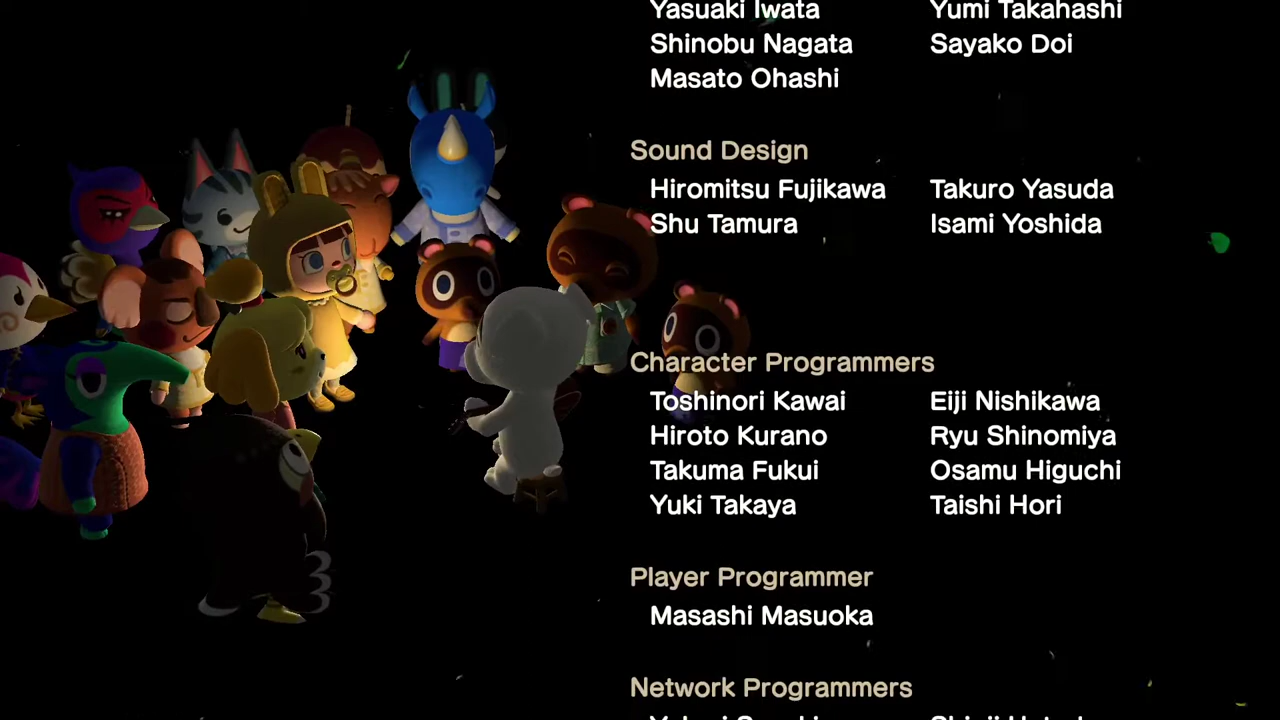 Yasuaki Iwata Yumi Takahashi
Shinobu Nagata Sayako Doi
Masato Ohashi
Sound Design
Hiromitsu Fujikawa Takuro Yasuda
Shu Tamura Isami Yoshida
Character Programmers
Toshinori Kawai Eiji Nishikawa
Hiroto Kurano Ryu Shinomiya
Takuma Fukui Osamu Higuchi
Yuki Takaya Taishi Hori
Player Programmer
Masashi Masuoka
Network Programmers